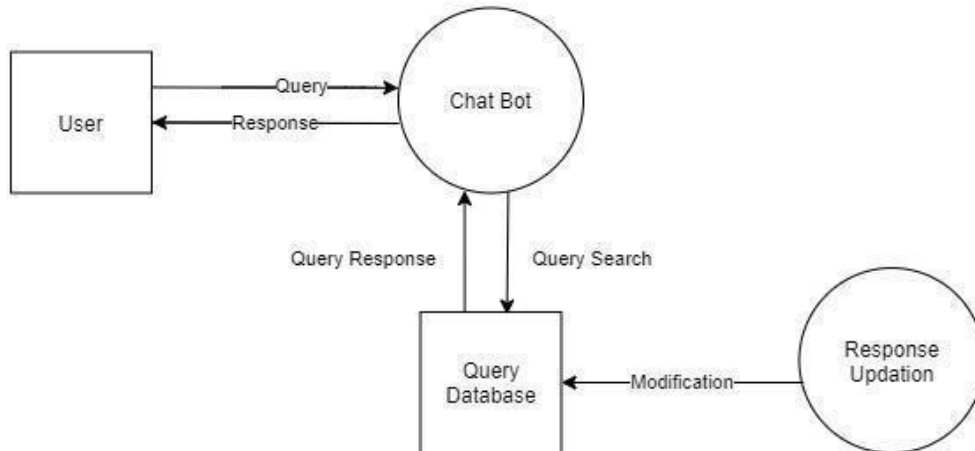 Query
Chat Bot
User
Response
Query Response
Query Search
Response
Updation
Query
Database
Modification